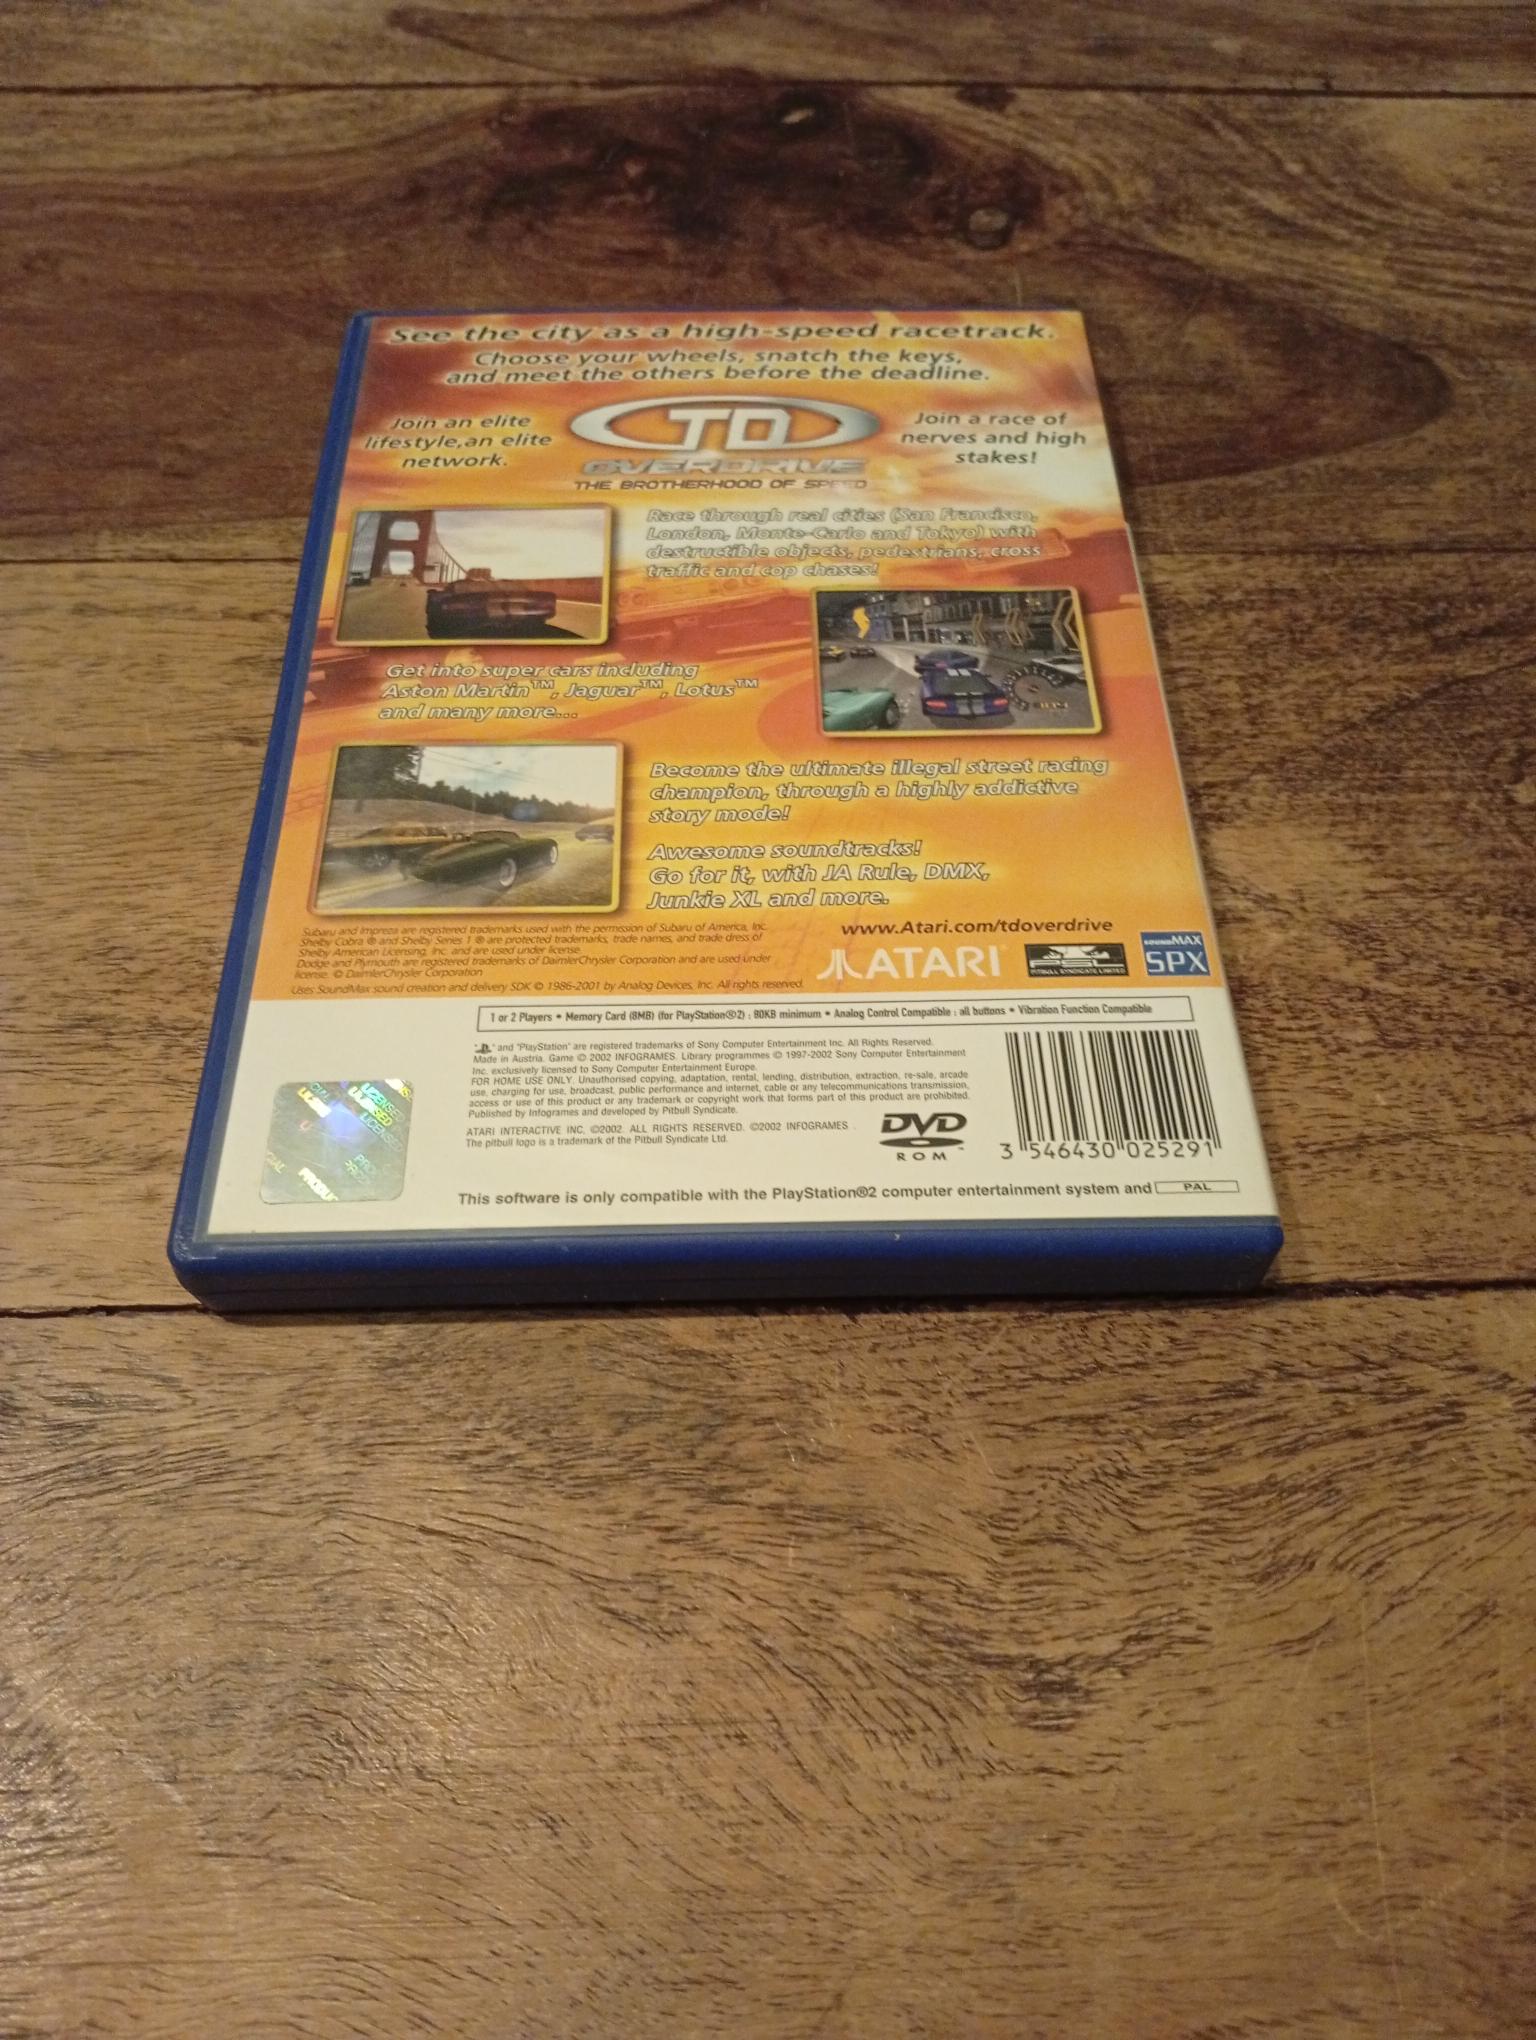 See the city as a high-speed racetrack.
Choose your wheels, snatch the keys,
and meet the others before the deadline.
Join an elite
lifestyle,an elite
network.
TD
OVERDRIVE
THE BROTHERHOOD OF SPEED
Join a race of
nerves and high
stakes!
Race through real cities (San Francisco,
London, Monte-Carlo and Tokyo) with
destructible objects, pedestrians, cross
traffic and cop chases!
Get into super cars including
Aston Martin™, Jaguar™, Lotus™
and many more...
Become the ultimate illegal street racing
champion, through a highly addictive
story mode!
Awesome soundtracks!
Go for it, with JA Rule, DMX,
Junkie XL and more.
Subaru and Impreza are registered trademarks used with the permission of Subaru of America, Inc.
Shelby Cobra ® and Shelby Series 1 ® are protected trademarks, trade names, and trade dress of
Shelby American Licensing, Inc. and are used under license.
Dodge and Plymouth are registered trademarks of DaimlerChrysler Corporation and are used under
license. © DaimlerChrysler Corporation
Uses SoundMax sound creation and delivery SDK © 1986-2001 by Analog Devices, Inc. All rights reserved.
www.Atari.com/tdoverdrive
ATARI
PSL
PITBULL SYNDICATE LIMITED
SOUNDMAX
SPX
1 or 2 Players • Memory Card (8MB) (for PlayStation®2) : 80KB minimum • Analog Control Compatible : all buttons • Vibration Function Compatible
" " and "PlayStation" are registered trademarks of Sony Computer Entertainment Inc. All Rights Reserved.
Made in Austria. Game © 2002 INFOGRAMES. Library programmes © 1997-2002 Sony Computer Entertainment
Inc. exclusively licensed to Sony Computer Entertainment Europe.
FOR HOME USE ONLY. Unauthorised copying, adaptation, rental, lending, distribution, extraction, re-sale, arcade
use, charging for use, broadcast, public performance and internet, cable or any telecommunications transmission,
access or use of this product or any trademark or copyright work that forms part of this product are prohibited.
Published by Infogrames and developed by Pitbull Syndicate.
ATARI INTERACTIVE INC. ©2002. ALL RIGHTS RESERVED. ©2002 INFOGRAMES .
The pitbull logo is a trademark of the Pitbull Syndicate Ltd.
DVD
ROM
3 546430 025291
This software is only compatible with the PlayStation®2 computer entertainment system and PAL